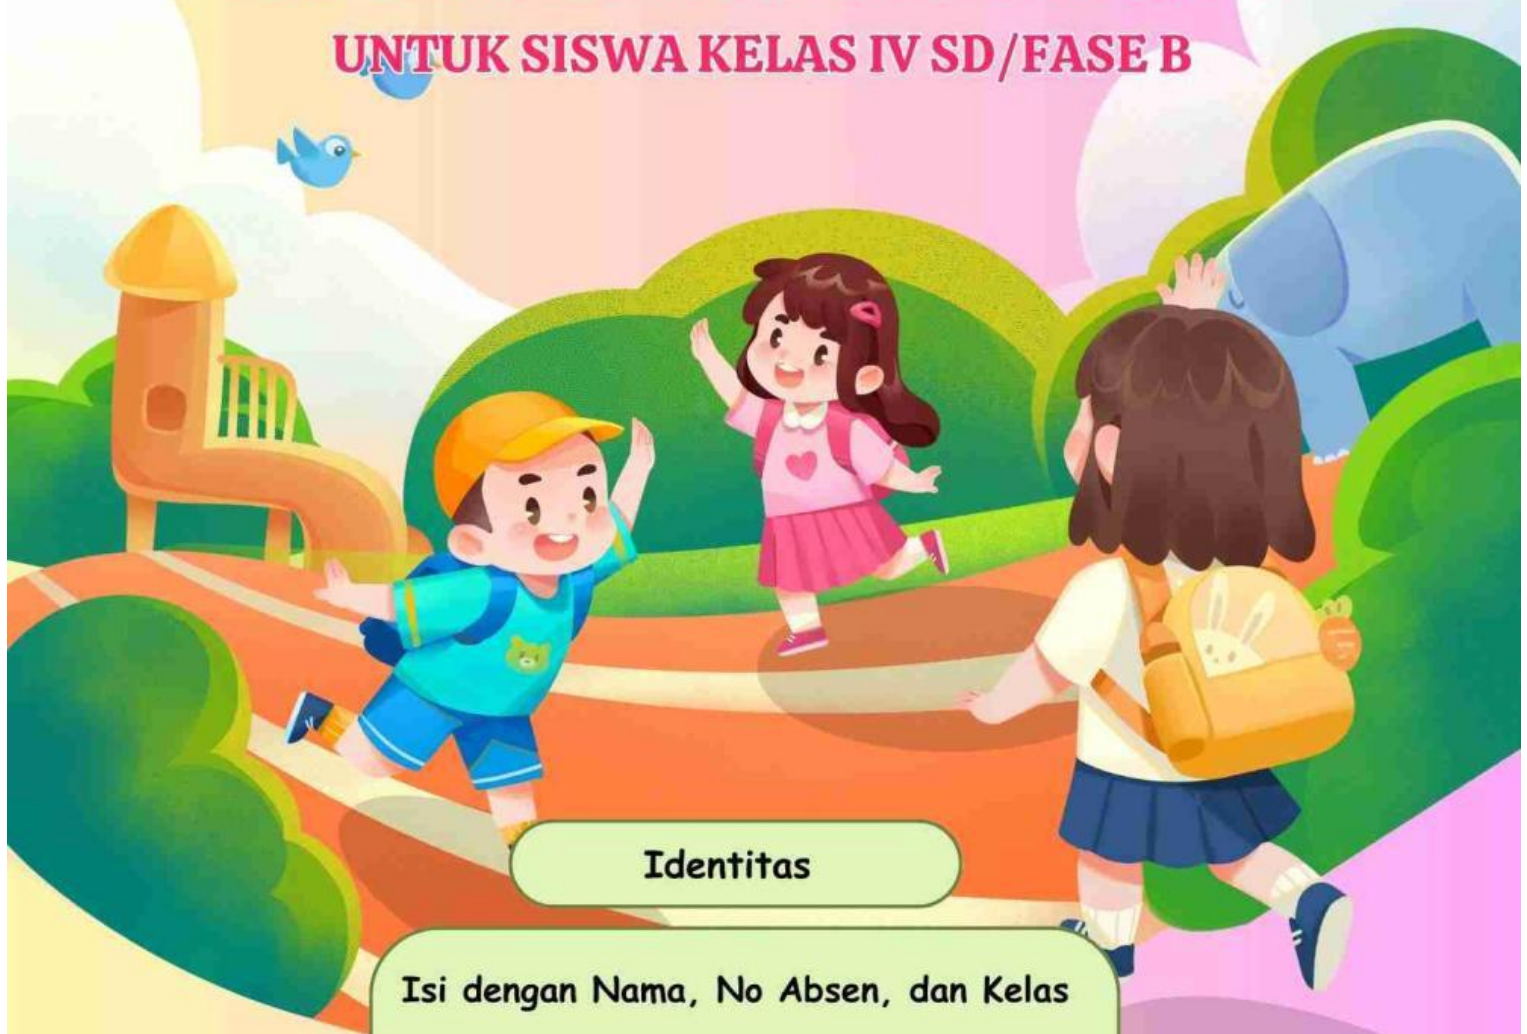 UNTUK SISWA KELAS IV SD/FASE B
Identitas
Isi dengan Nama, No Absen, dan Kelas